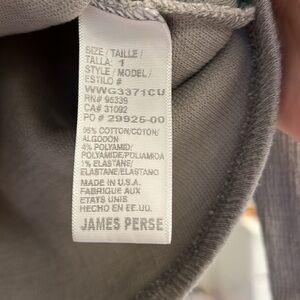 SIZE / TAILLE /
TALLA: 1
STYLE / MODEL /
ESTILO #
WWG3371CU
RN# 96339
CA# 31092
PO # 29925-00
95% COTTON/COTON/
ALGODON
4% POLYAMID/
POLYAMIDE/POLIAMIDA
1% ELASTANE/
ELASTANE/ELASTANO
MADE IN U.S.A.
FABRIQUE AUX
ETATS UNIS
HECHO EN EE.UU.
JAMES PERSE